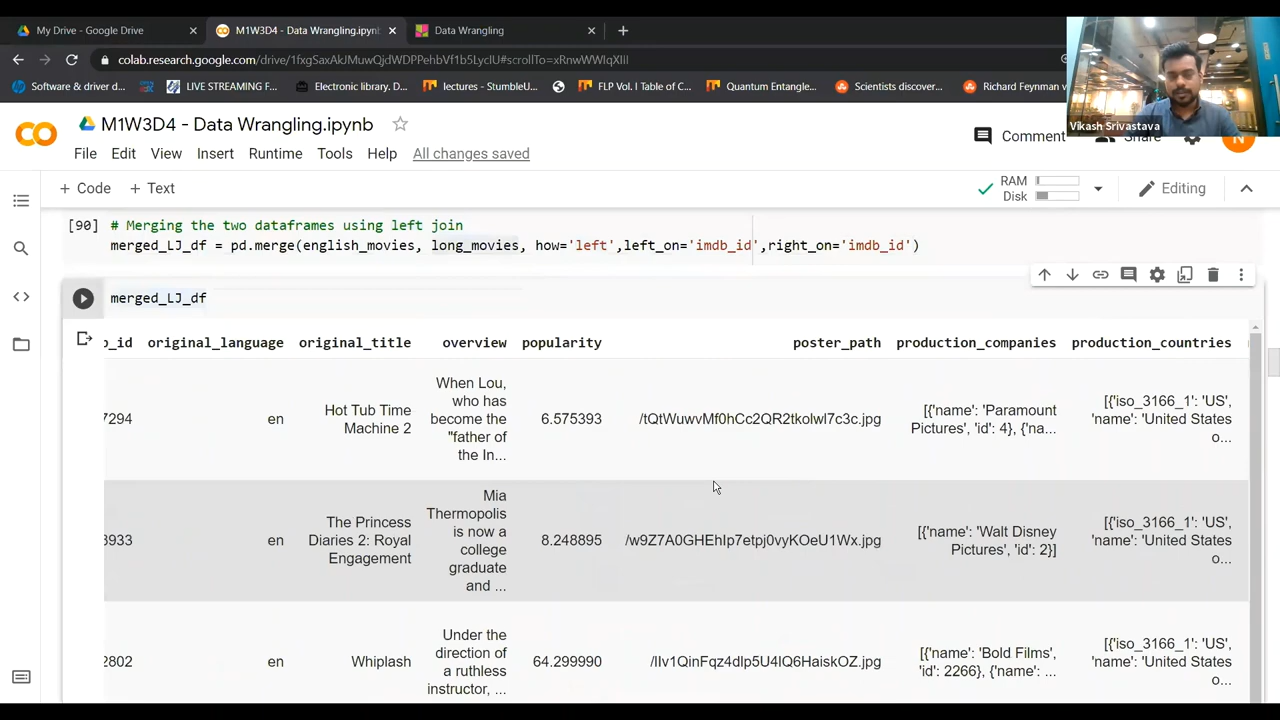 My Drive - Google Drive
M1W3D4 - Data Wrangling.ipynb
Data Wrangling
colab.research.google.com
Software & driver d...
LIVE STREAMING F...
Electronic library. D...
lectures - StumbleU...
FLP Vol. I Table of C...
Quantum Entangle...
Scientists discover...
Richard Feynman
Vikash Srivastava
M1W3D4 - Data Wrangling.ipynb
Comment
Share
N
File Edit View Insert Runtime Tools Help All changes saved
+ Code + Text
RAM
Disk
Editing
[90] # Merging the two dataframes using left join
merged_LJ_df = pd.merge(english_movies, long_movies, how='left',left_on='imdb_id',right_on='imdb_id')
merged_LJ_df
b_id original_language original_title overview popularity poster_path production_companies production_countries
When Lou,
who has
become the
"father of
the In...
7294 en Hot Tub Time
Machine 2
6.575393 /tQtWuwvMf0hCc2QR2tkolwl7c3c.jpg
[{'name': 'Paramount
Pictures', 'id': 4}, {'na...
[{'iso_3166_1': 'US',
'name': 'United States
o...
Mia
Thermopolis
is now a
college
graduate
and ...
3933 en The Princess
Diaries 2: Royal
Engagement
8.248895 /w9Z7A0GHEhIp7etpj0vyKOeU1Wx.jpg
[{'name': 'Walt Disney
Pictures', 'id': 2}]
[{'iso_3166_1': 'US',
'name': 'United States
o...
Under the
direction of
a ruthless
instructor, ...
2802 en Whiplash
64.299990 /lIv1QinFqz4dlp5U4lQ6HaiskOZ.jpg
[{'name': 'Bold Films',
'id': 2266}, {'name': ...
[{'iso_3166_1': 'US',
'name': 'United States
o...